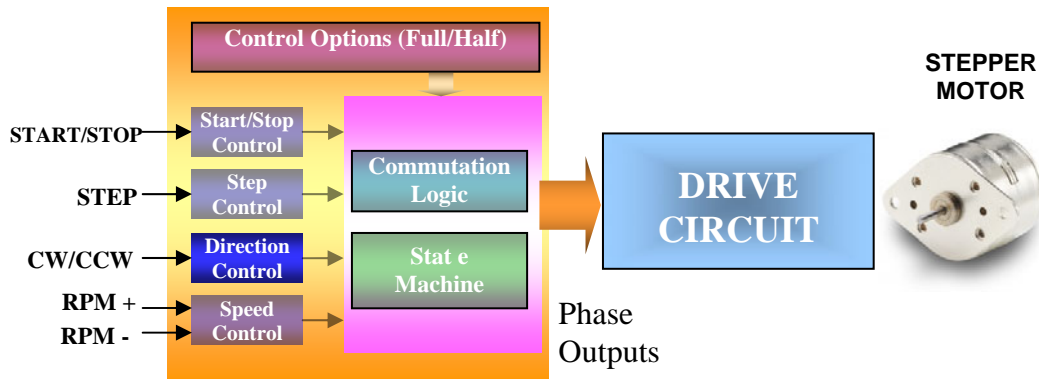 Control Options (Full/Half)
STEPPER
MOTOR
START/STOP
Start/Stop
Control
STEP
Step
Control
Commutation
Logic
DRIVE
CIRCUIT
CW/CCW
Direction
Control
Stat e
Machine
RPM +
RPM -
Speed
Control
Phase
Outputs